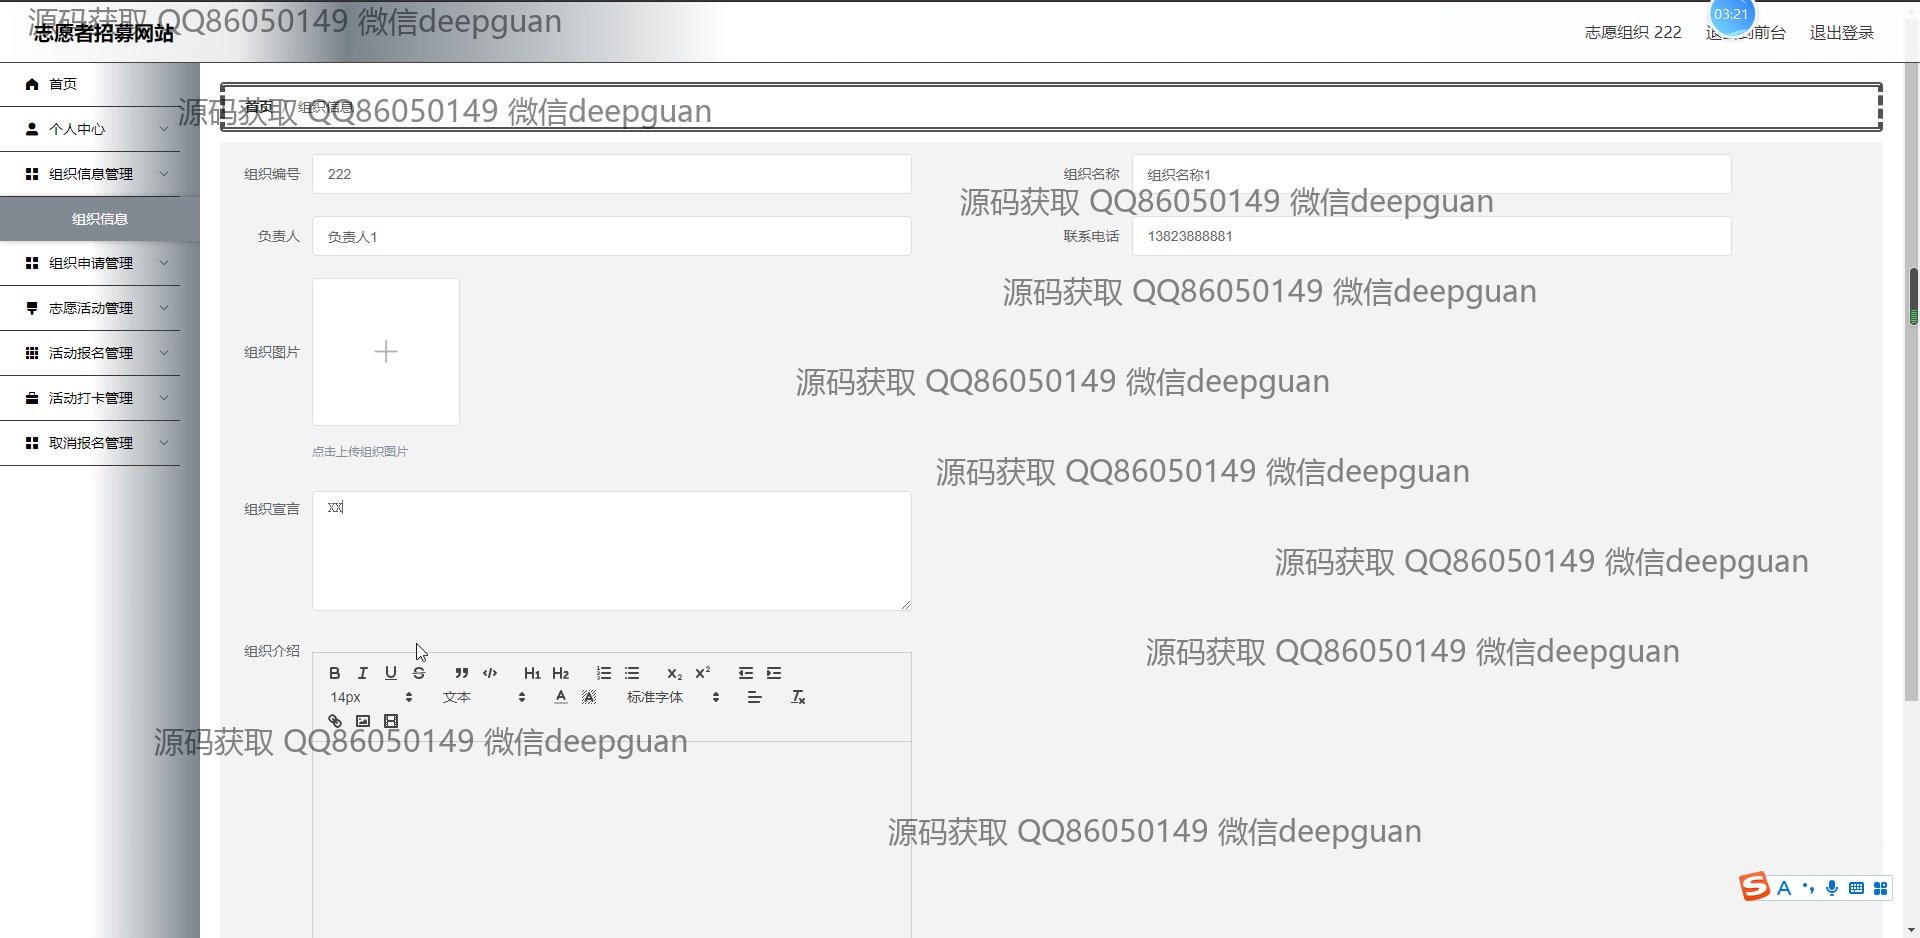 源码获取 QQ86050149 微信deepguan
志愿者招募网站
03:21
志愿组织 222
退出登录
首页
个人中心
组织信息管理
组织信息
组织申请管理
志愿活动管理
活动报名管理
活动打卡管理
取消报名管理
首页
组织信息
源码获取 QQ86050149 微信deepguan
组织编号 222
组织名称 组织名称1
源码获取 QQ86050149 微信deepguan
负责人 负责人1
联系电话 13823888881
源码获取 QQ86050149 微信deepguan
组织图片
源码获取 QQ86050149 微信deepguan
点击上传组织图片
源码获取 QQ86050149 微信deepguan
组织宣言 XX
源码获取 QQ86050149 微信deepguan
组织介绍
源码获取 QQ86050149 微信deepguan
B I U S H1 H2 x2 x2
14px 文本 A A 标准字体 Tx
源码获取 QQ86050149 微信deepguan
源码获取 QQ86050149 微信deepguan
S A